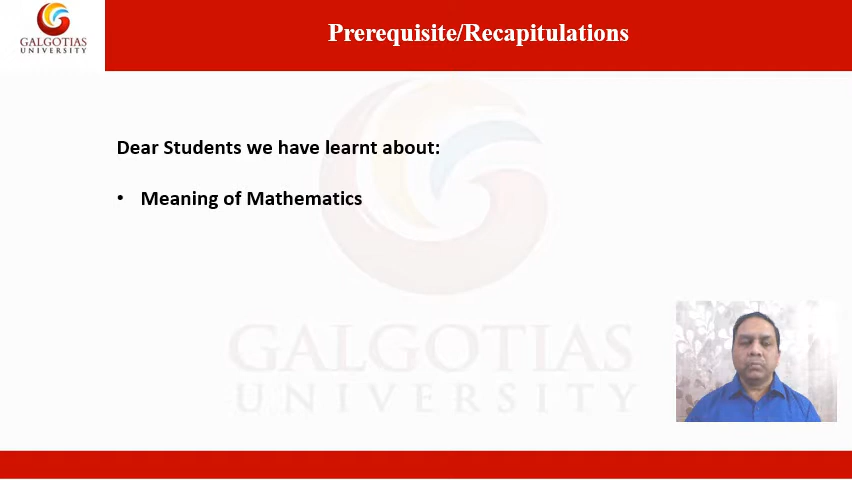 GALGOTIAS
UNIVERSITY
Prerequisite/Recapitulations
Dear Students we have learnt about:
• Meaning of Mathematics
GALGOTIAS
UNIVERSITY